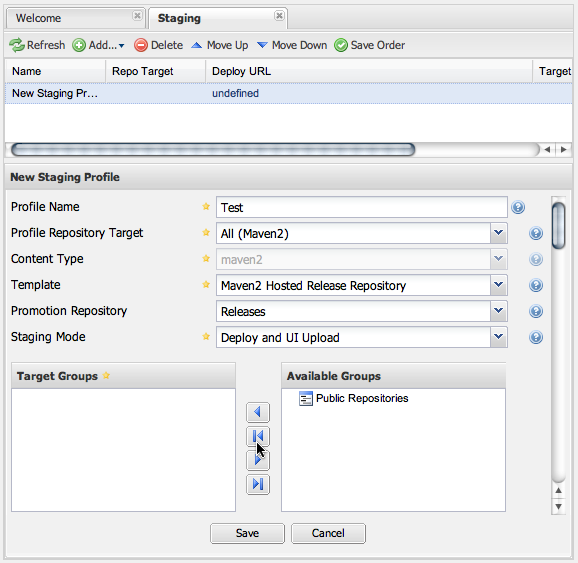 Welcome Staging
Refresh Add... Delete Move Up Move Down Save Order
Name Repo Target Deploy URL Target
New Staging Pr... undefined
New Staging Profile
Profile Name Test
Profile Repository Target All (Maven2)
Content Type maven2
Template Maven2 Hosted Release Repository
Promotion Repository Releases
Staging Mode Deploy and UI Upload
Target Groups Available Groups
Public Repositories
Save Cancel